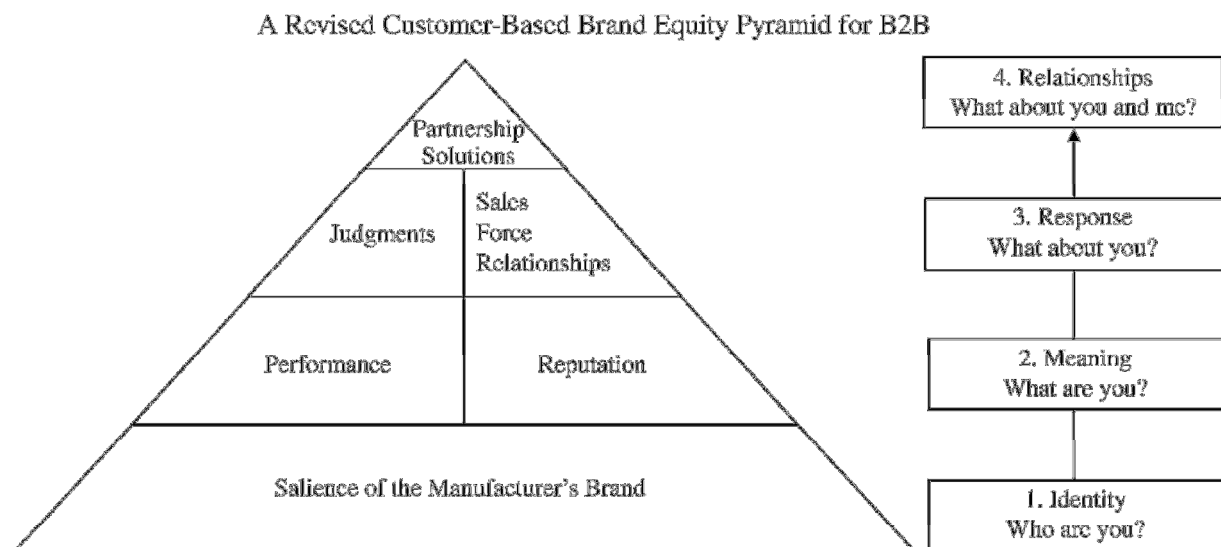 A Revised Customer-Based Brand Equity Pyramid for B2B
Partnership
Solutions
Judgments
Sales
Force
Relationships
Performance
Reputation
Salience of the Manufacturer's Brand
4. Relationships
What about you and me?
3. Response
What about you?
2. Meaning
What are you?
1. Identity
Who are you?